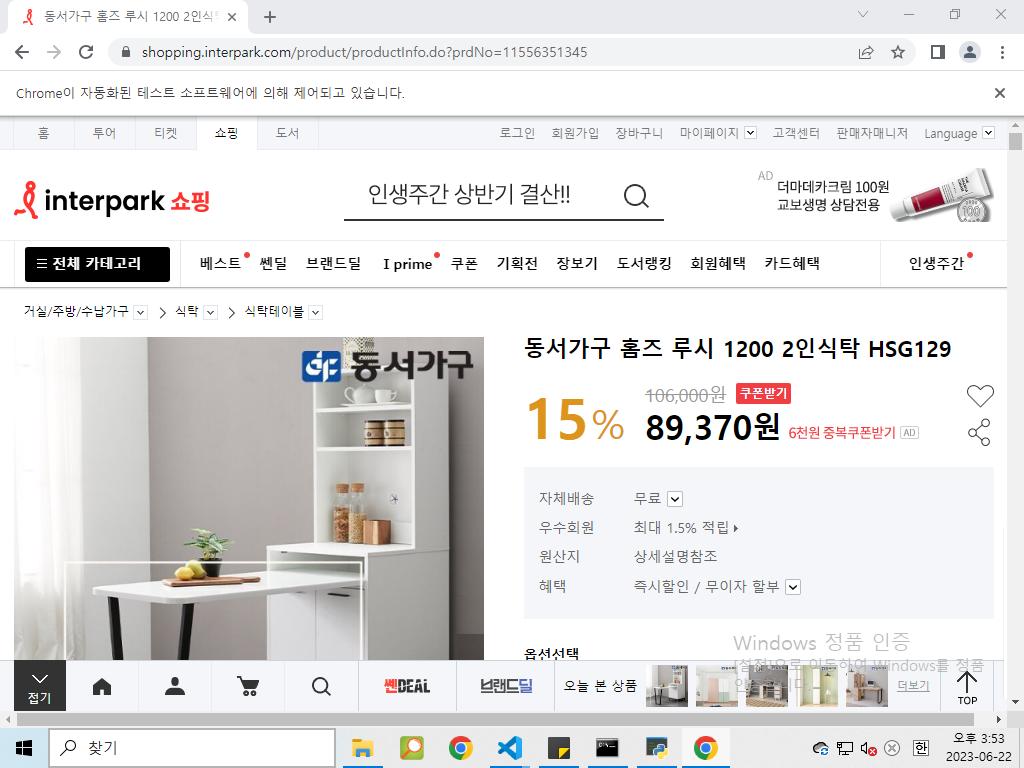 동서가구 홈즈 루시 1200 2인식탁
shopping.interpark.com/product/productInfo.do?prdNo=11556351345
Chrome이 자동화된 테스트 소프트웨어에 의해 제어되고 있습니다.
홈 투어 티켓 쇼핑 도서 로그인 회원가입 장바구니 마이페이지 고객센터 판매자매니저 Language
interpark 쇼핑
인생주간 상반기 결산!!
AD
더마데카크림 100원
교보생명 상담전용
100
전체 카테고리 베스트 쎈딜 브랜드딜 I prime 쿠폰 기획전 장보기 도서랭킹 회원혜택 카드혜택 인생주간
거실/주방/수납가구 > 식탁 > 식탁테이블
동서가구
동서가구 홈즈 루시 1200 2인식탁 HSG129
15%
106,000원 쿠폰받기
89,370원 6천원 중복쿠폰받기 AD
자체배송 무료
우수회원 최대 1.5% 적립
원산지 상세설명참조
혜택 즉시할인 / 무이자 할부
옵션선택
Windows 정품 인증
[설정]으로 이동하여 Windows를 정품
접기
쎈DEAL
브랜드딜
오늘 본 상품
더보기
TOP
찾기
한
오후 3:53
2023-06-22